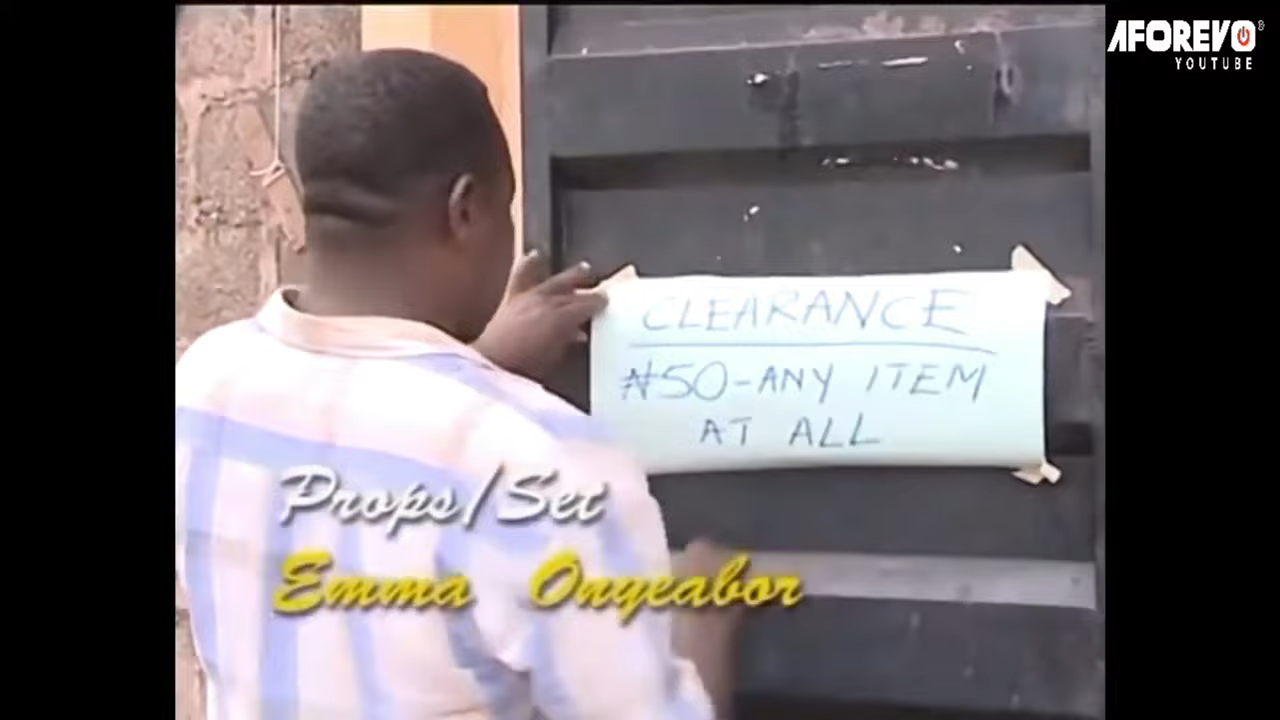 AFOREVO
YOUTUBE
CLEARANCE
₦50-ANY ITEM
AT ALL
Props/Set
Emma Onyeabor